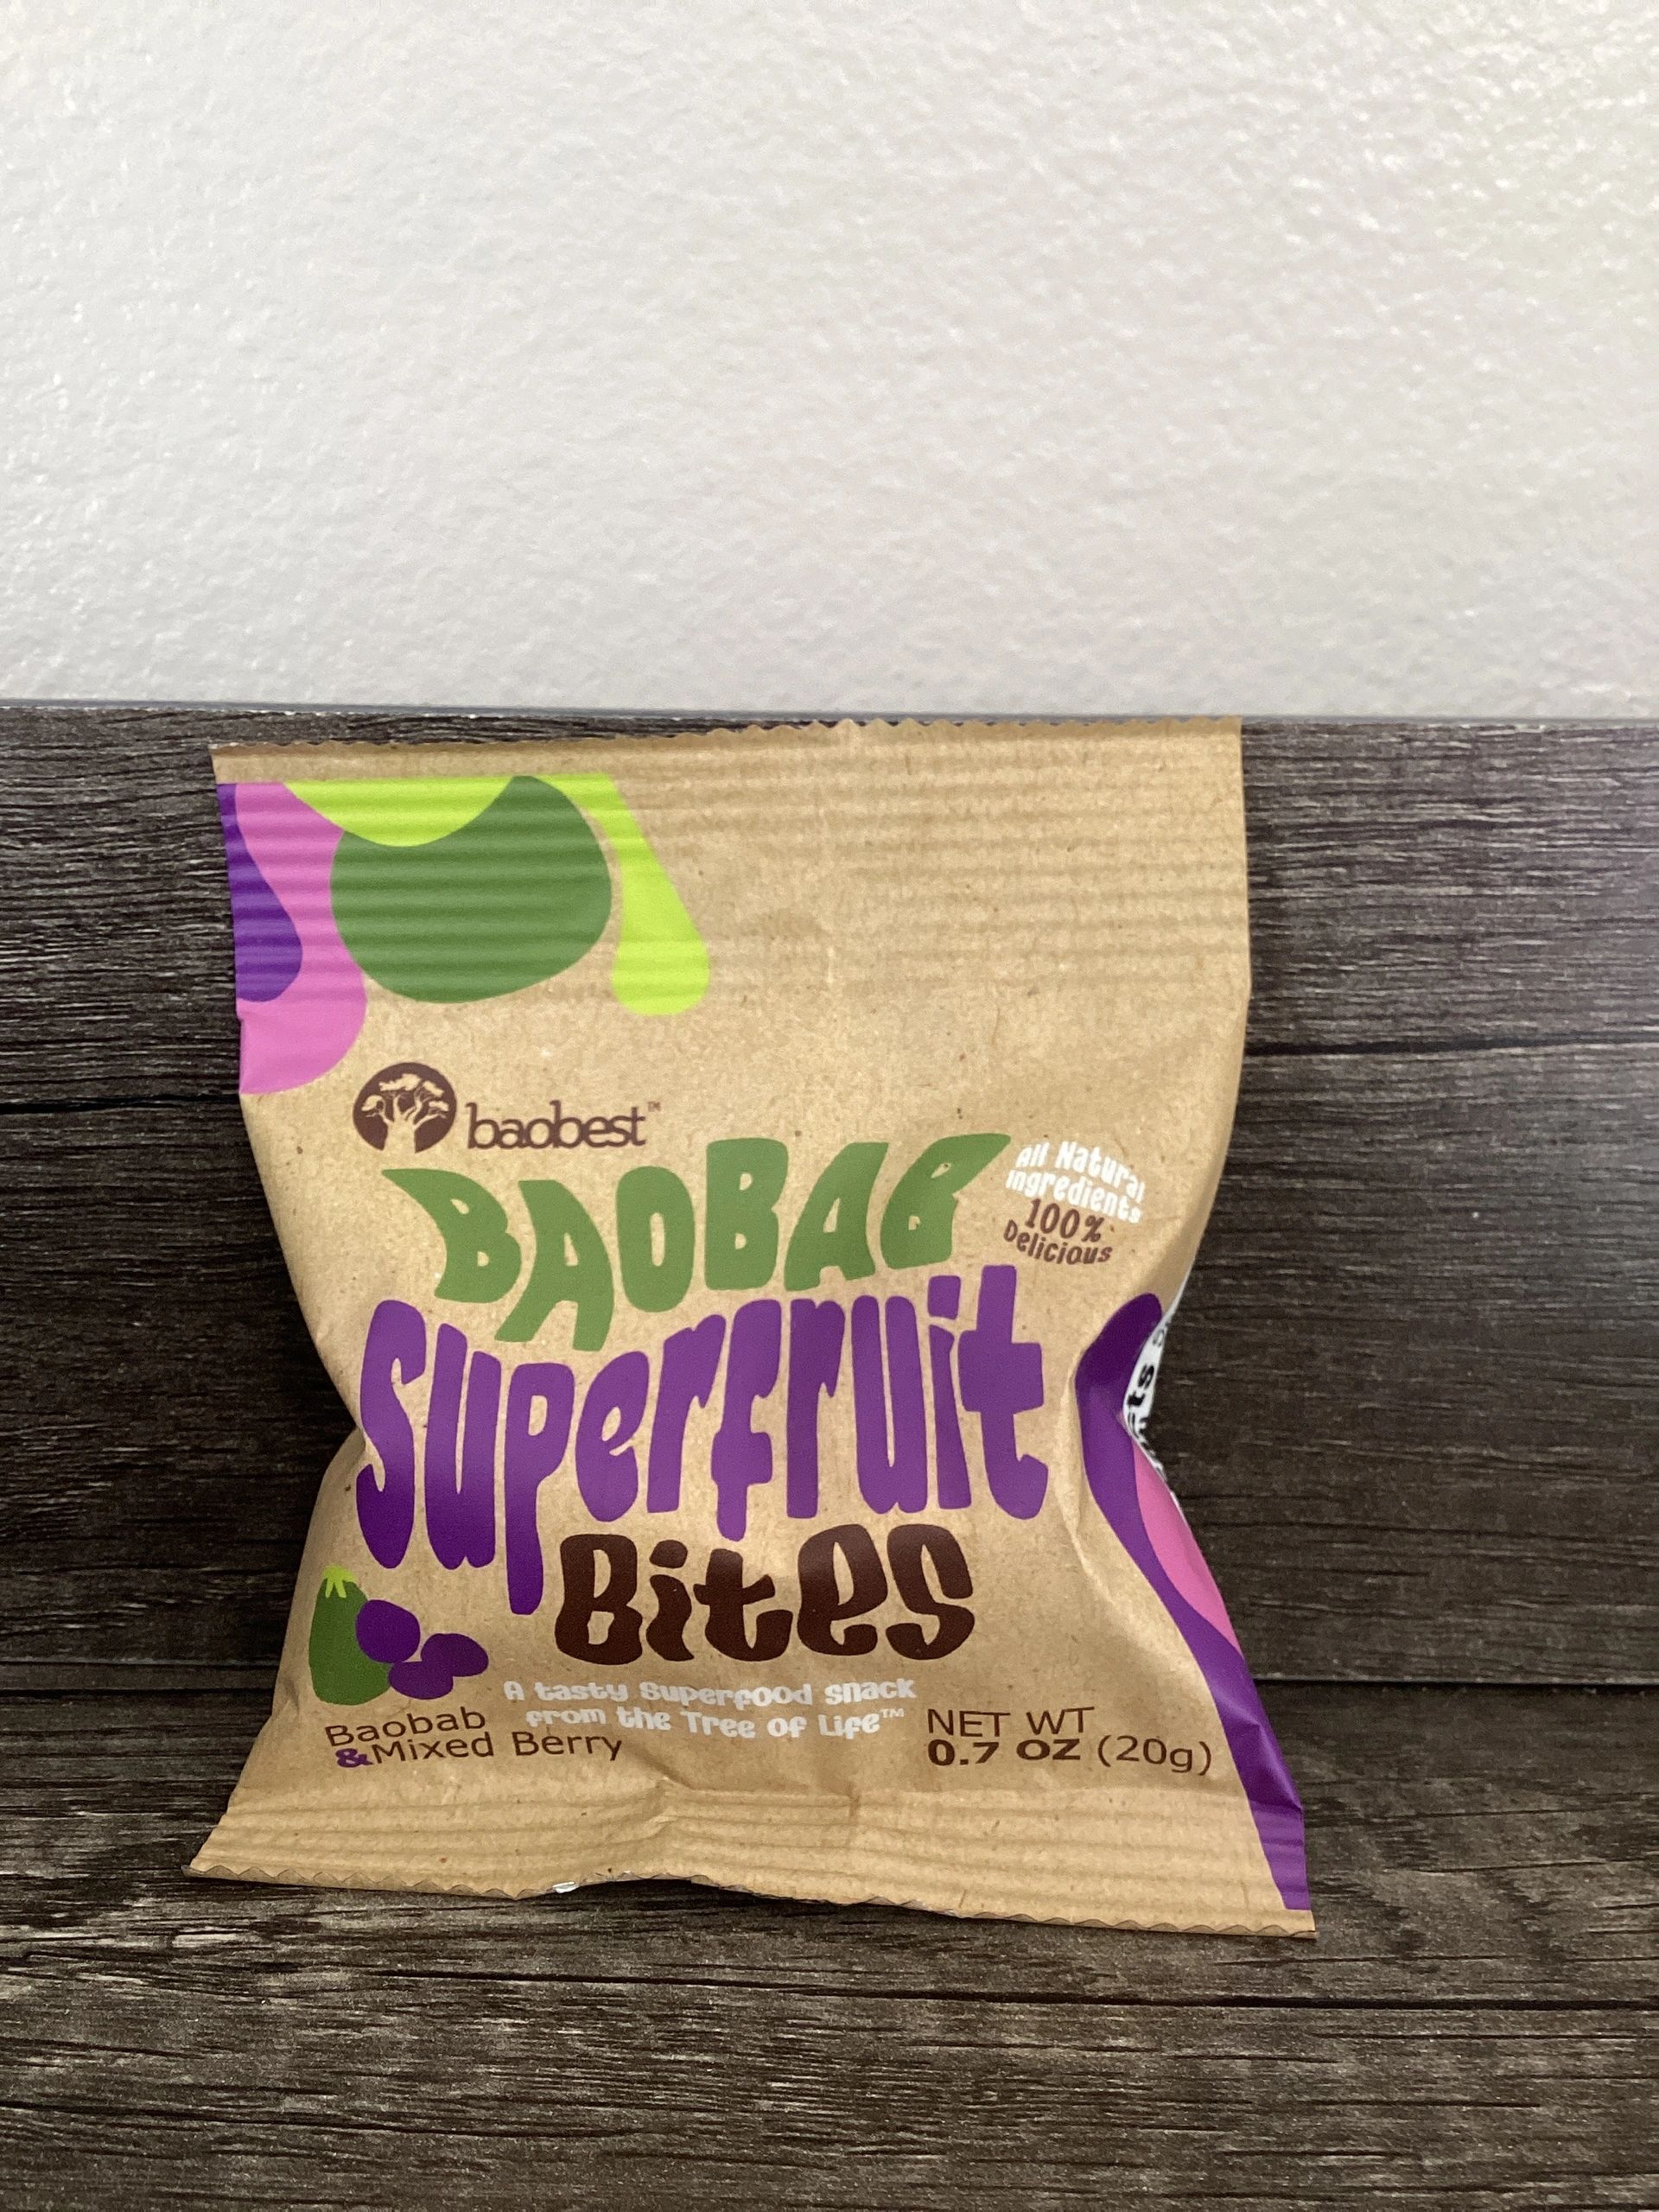 baobest™
BAOBAB
All Natural
Ingredients
100%
Delicious
Superfruit
Bites
A tasty Superfood snack
from the Tree of Life™
Baobab
&Mixed Berry
NET WT
0.7 OZ (20g)